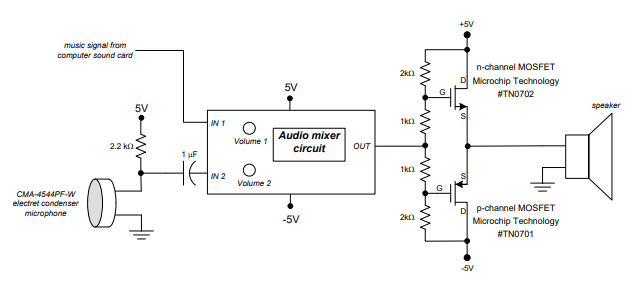 +5V
music signal from
computer sound card
2kΩ
D
G
S
n-channel MOSFET
Microchip Technology
#TN0702
speaker
5V
5V
IN 1
Volume 1
Audio mixer
circuit
OUT
1kΩ
2.2 kΩ
1 µF
IN 2
Volume 2
1kΩ
S
G
D
CMA-4544PF-W
electret condenser
microphone
-5V
2kΩ
p-channel MOSFET
Microchip Technology
#TN0701
-5V